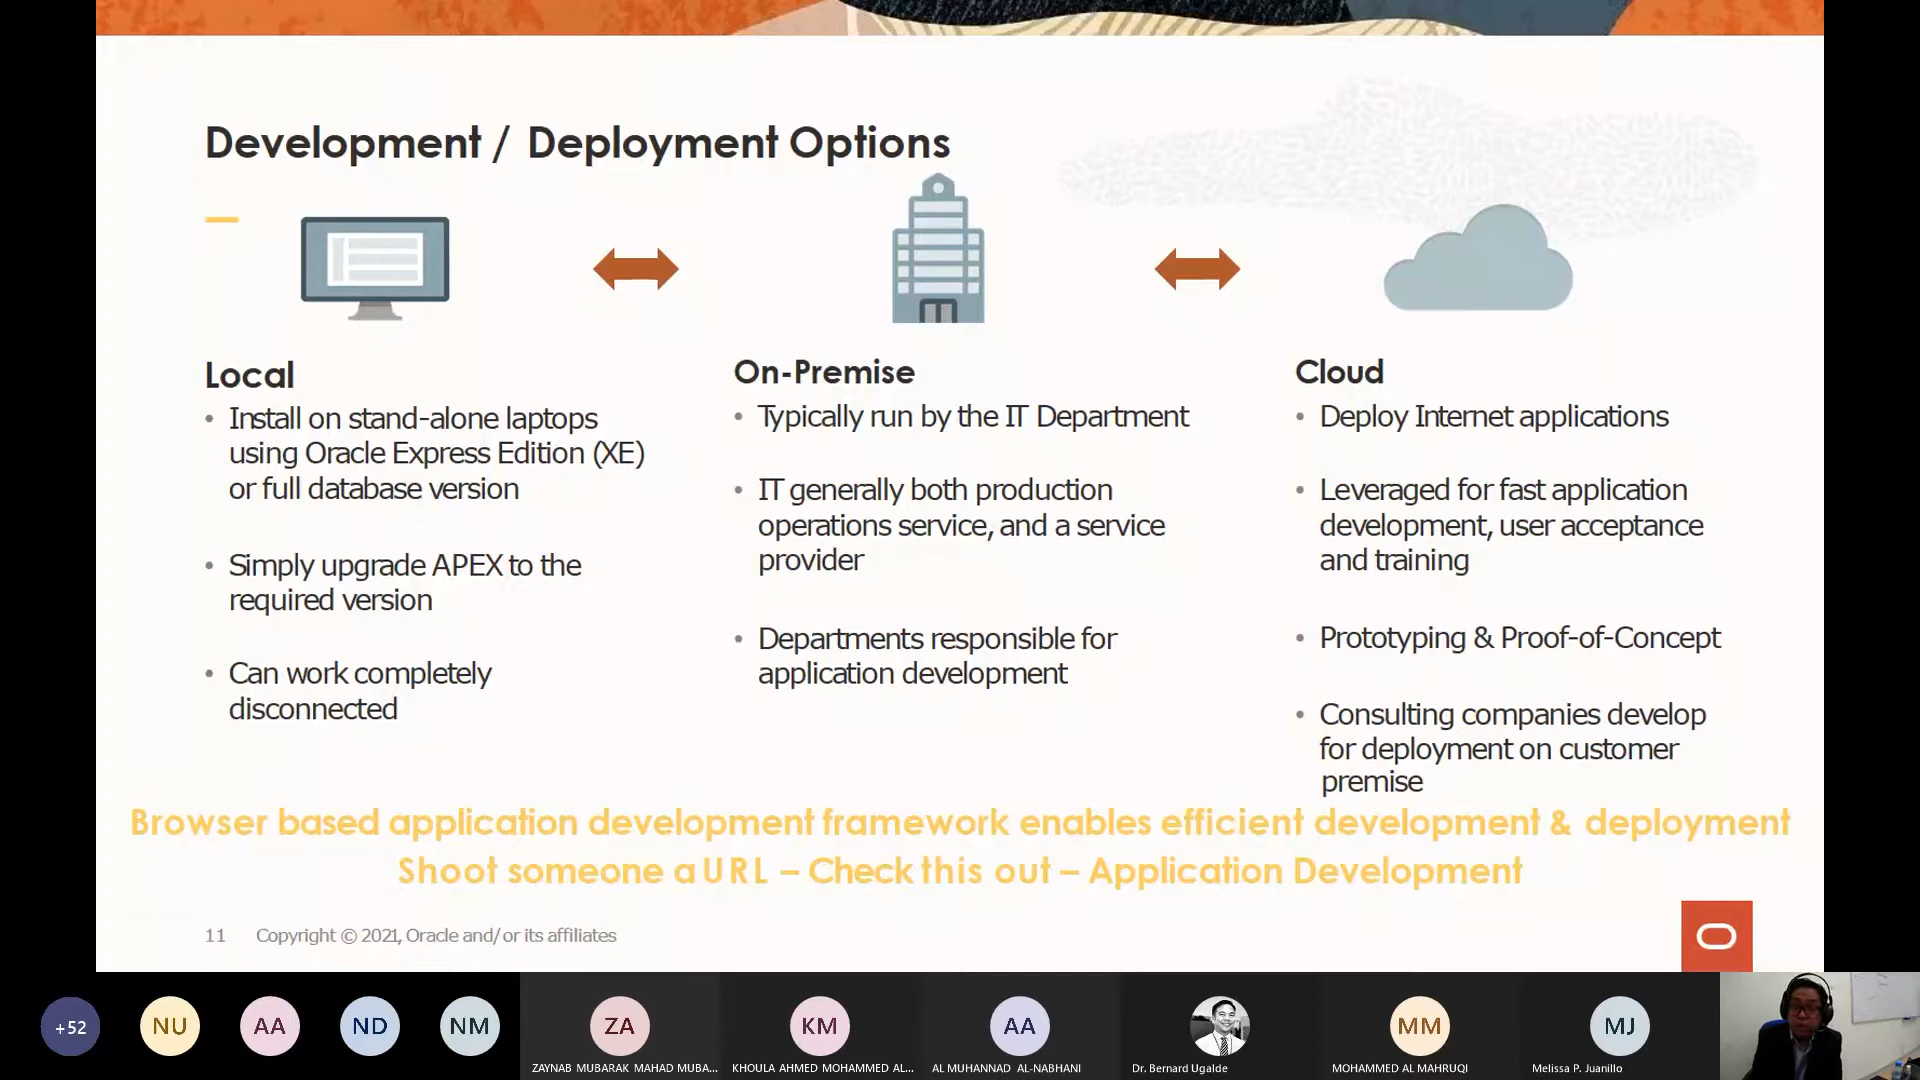 Development / Deployment Options
Local
• Install on stand-alone laptops
using Oracle Express Edition (XE)
or full database version
• Simply upgrade APEX to the
required version
• Can work completely
disconnected
On-Premise
• Typically run by the IT Department
• IT generally both production
operations service, and a service
provider
• Departments responsible for
application development
Cloud
• Deploy Internet applications
• Leveraged for fast application
development, user acceptance
and training
• Prototyping & Proof-of-Concept
• Consulting companies develop
for deployment on customer
premise
Browser based application development framework enables efficient development & deployment
Shoot someone a URL – Check this out – Application Development
11 Copyright © 2021, Oracle and/or its affiliates
+52
NU
AA
ND
NM
ZA
KM
AA
MM
MJ
ZAYNAB MUBARAK MAHAD MUBA...
KHOULA AHMED MOHAMMED AL...
AL MUHANNAD AL-NABHANI
Dr. Bernard Ugalde
MOHAMMED AL MAHRUQI
Melissa P. Juanillo